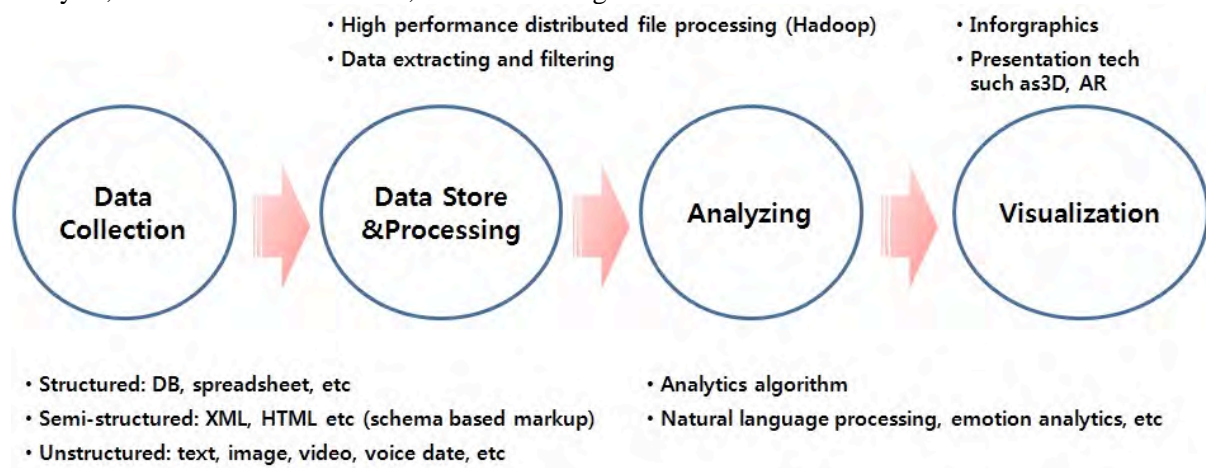 • High performance distributed file processing (Hadoop)
• Data extracting and filtering
• Inforgraphics
• Presentation tech
such as3D, AR
Data
Collection
Data Store
&Processing
Analyzing
Visualization
• Structured: DB, spreadsheet, etc
• Semi-structured: XML, HTML etc (schema based markup)
• Unstructured: text, image, video, voice date, etc
• Analytics algorithm
• Natural language processing, emotion analytics, etc